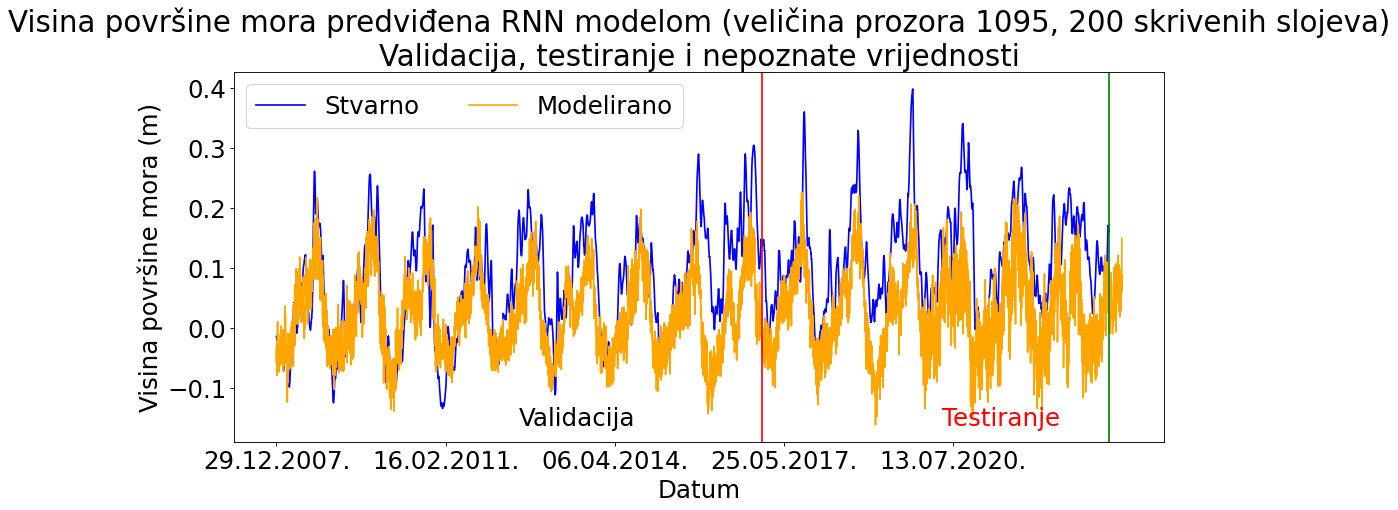 Visina površine mora predviđena RNN modelom (veličina prozora 1095, 200 skrivenih slojeva)
Validacija, testiranje i nepoznate vrijednosti
Stvarno Modelirano
Visina površine mora (m)
0.4
0.3
0.2
0.1
0.0
−0.1
Validacija
Testiranje
29.12.2007. 16.02.2011. 06.04.2014. 25.05.2017. 13.07.2020.
Datum